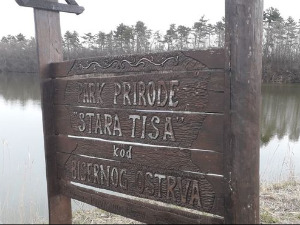 PARK PRIRODE
"STARA TISA"
kod
BISERNOG OSTRVA